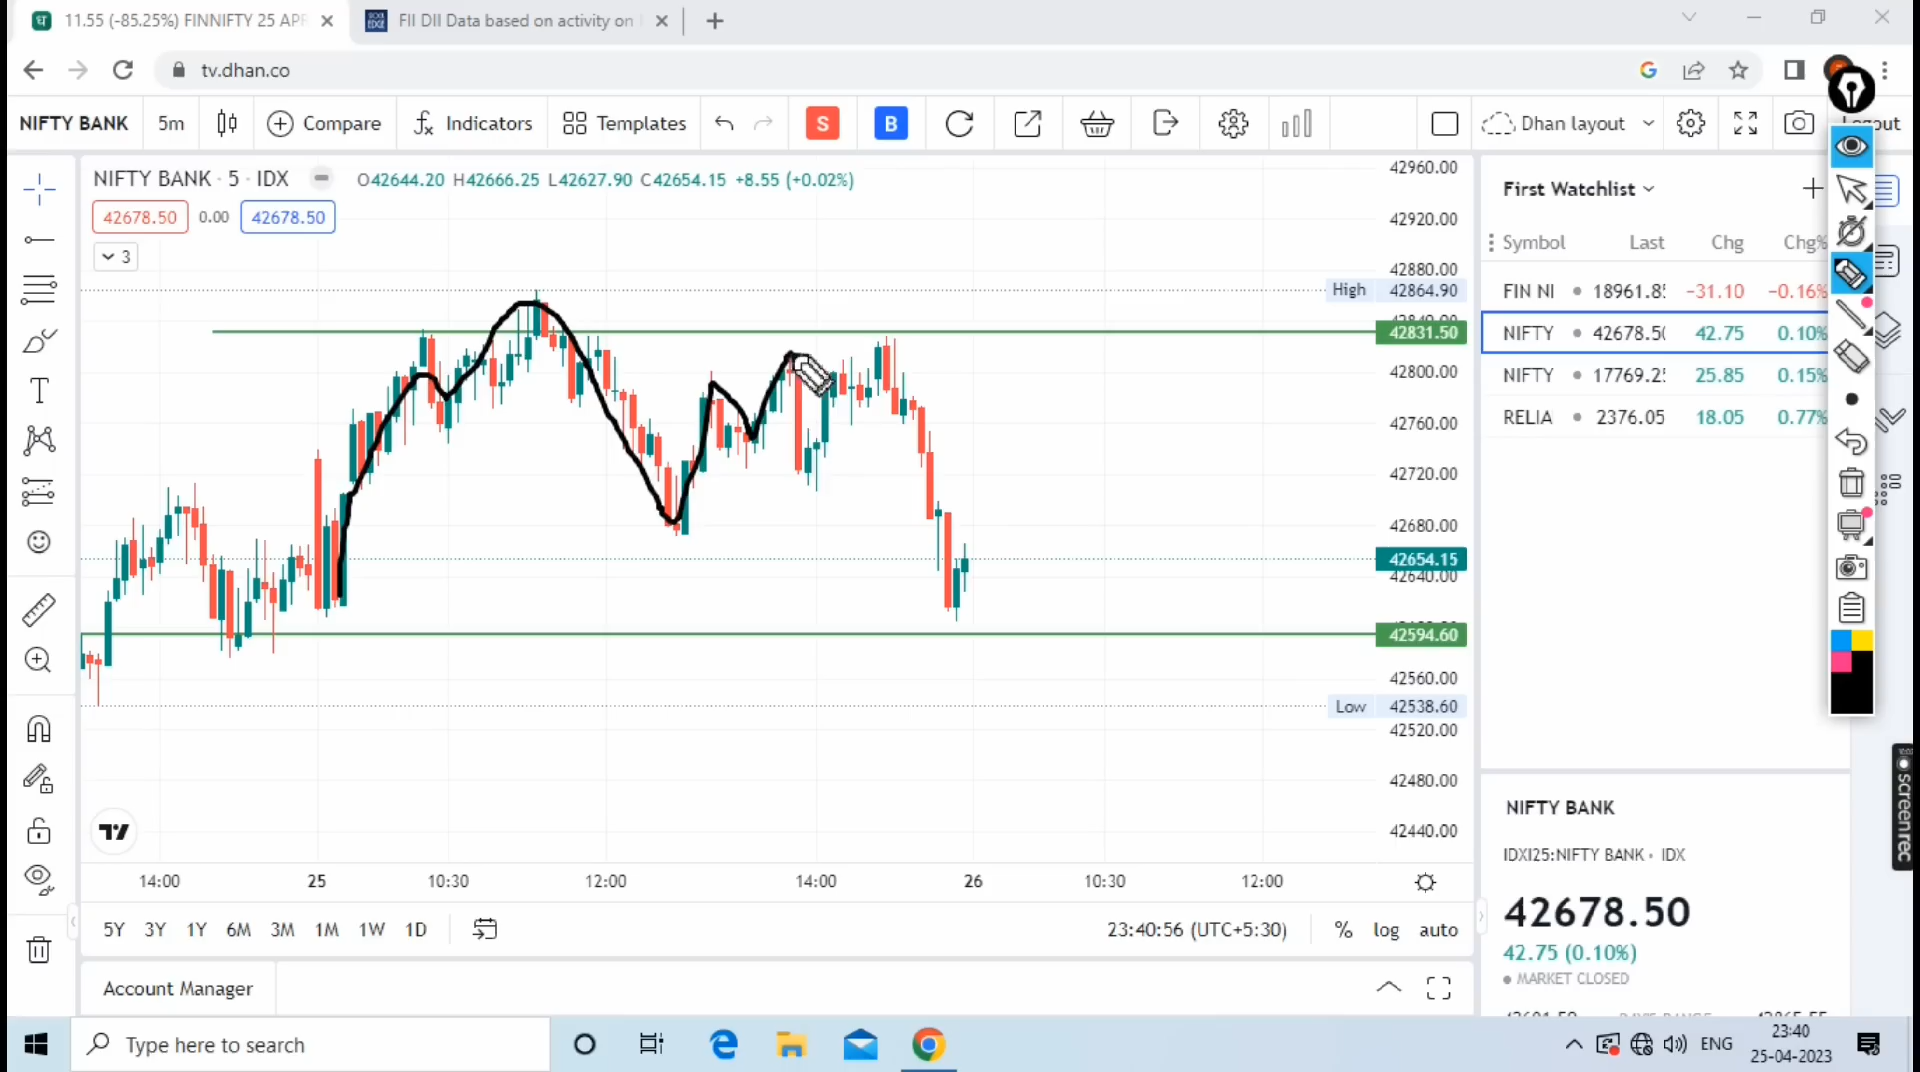 11.55 (-85.25%) FINNIFTY 25 APR
FII DII Data based on activity on
tv.dhan.co
NIFTY BANK 5m Compare Indicators Templates S B Dhan layout
NIFTY BANK · 5 · IDX O42644.20 H42666.25 L42627.90 C42654.15 +8.55 (+0.02%)
42678.50 0.00 42678.50
3
42960.00
42920.00
42880.00
High 42864.90
42831.50
42800.00
42760.00
42720.00
42680.00
42654.15
42640.00
42594.60
42560.00
Low 42538.60
42520.00
42480.00
42440.00
14:00 25 10:30 12:00 14:00 26 10:30 12:00
5Y 3Y 1Y 6M 3M 1M 1W 1D 23:40:56 (UTC+5:30) % log auto
Account Manager
First Watchlist
Symbol Last Chg Chg%
FIN NI 18961.8 -31.10 -0.16%
NIFTY 42678.5 42.75 0.10%
NIFTY 17769.2 25.85 0.15%
RELIA 2376.05 18.05 0.77%
NIFTY BANK
IDXI25:NIFTY BANK · IDX
42678.50
42.75 (0.10%)
MARKET CLOSED
screenrec
Type here to search
ENG
23:40
25-04-2023